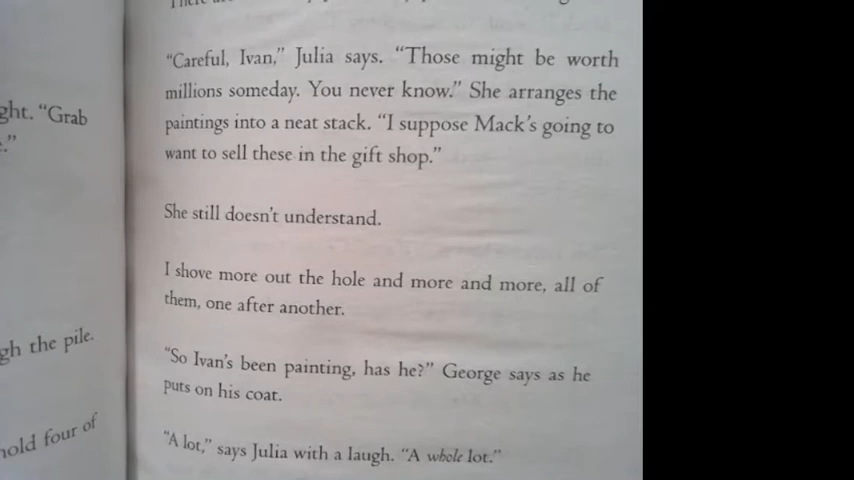 ght. "Grab
."
gh the pile.
hold four of
"Careful, Ivan," Julia says. "Those might be worth
millions someday. You never know." She arranges the
paintings into a neat stack. "I suppose Mack's going to
want to sell these in the gift shop."
She still doesn't understand.
I shove more out the hole and more and more, all of
them, one after another.
"So Ivan's been painting, has he?" George says as he
puts on his coat.
"A lot," says Julia with a laugh. "A whole lot."